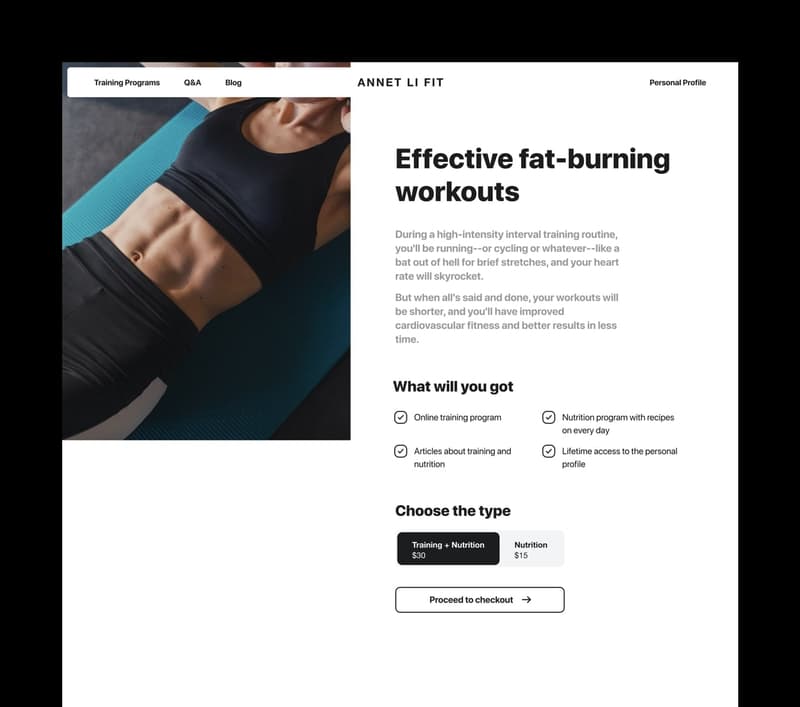 Training Programs Q&A Blog ANNET LI FIT Personal Profile
Effective fat-burning
workouts
During a high-intensity interval training routine,
you'll be running--or cycling or whatever--like a
bat out of hell for brief stretches, and your heart
rate will skyrocket.
But when all's said and done, your workouts will
be shorter, and you'll have improved
cardiovascular fitness and better results in less
time.
What will you got
Online training program
Nutrition program with recipes
on every day
Articles about training and
nutrition
Lifetime access to the personal
profile
Choose the type
Training + Nutrition
$30
Nutrition
$15
Proceed to checkout